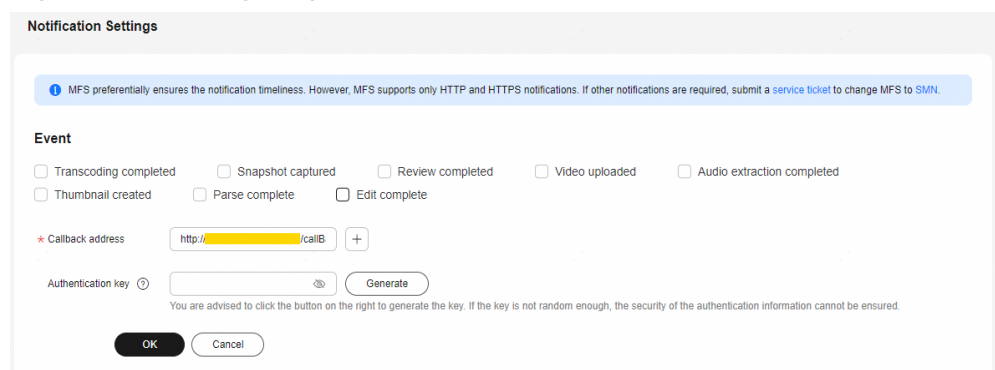 Notification Settings
MFS preferentially ensures the notification timeliness. However, MFS supports only HTTP and HTTPS notifications. If other notifications are required, submit a service ticket to change MFS to SMN.
Event
Transcoding completed Snapshot captured Review completed Video uploaded Audio extraction completed
Thumbnail created Parse complete Edit complete
* Callback address http:// /callB +
Authentication key ? Generate
You are advised to click the button on the right to generate the key. If the key is not random enough, the security of the authentication information cannot be ensured.
OK Cancel